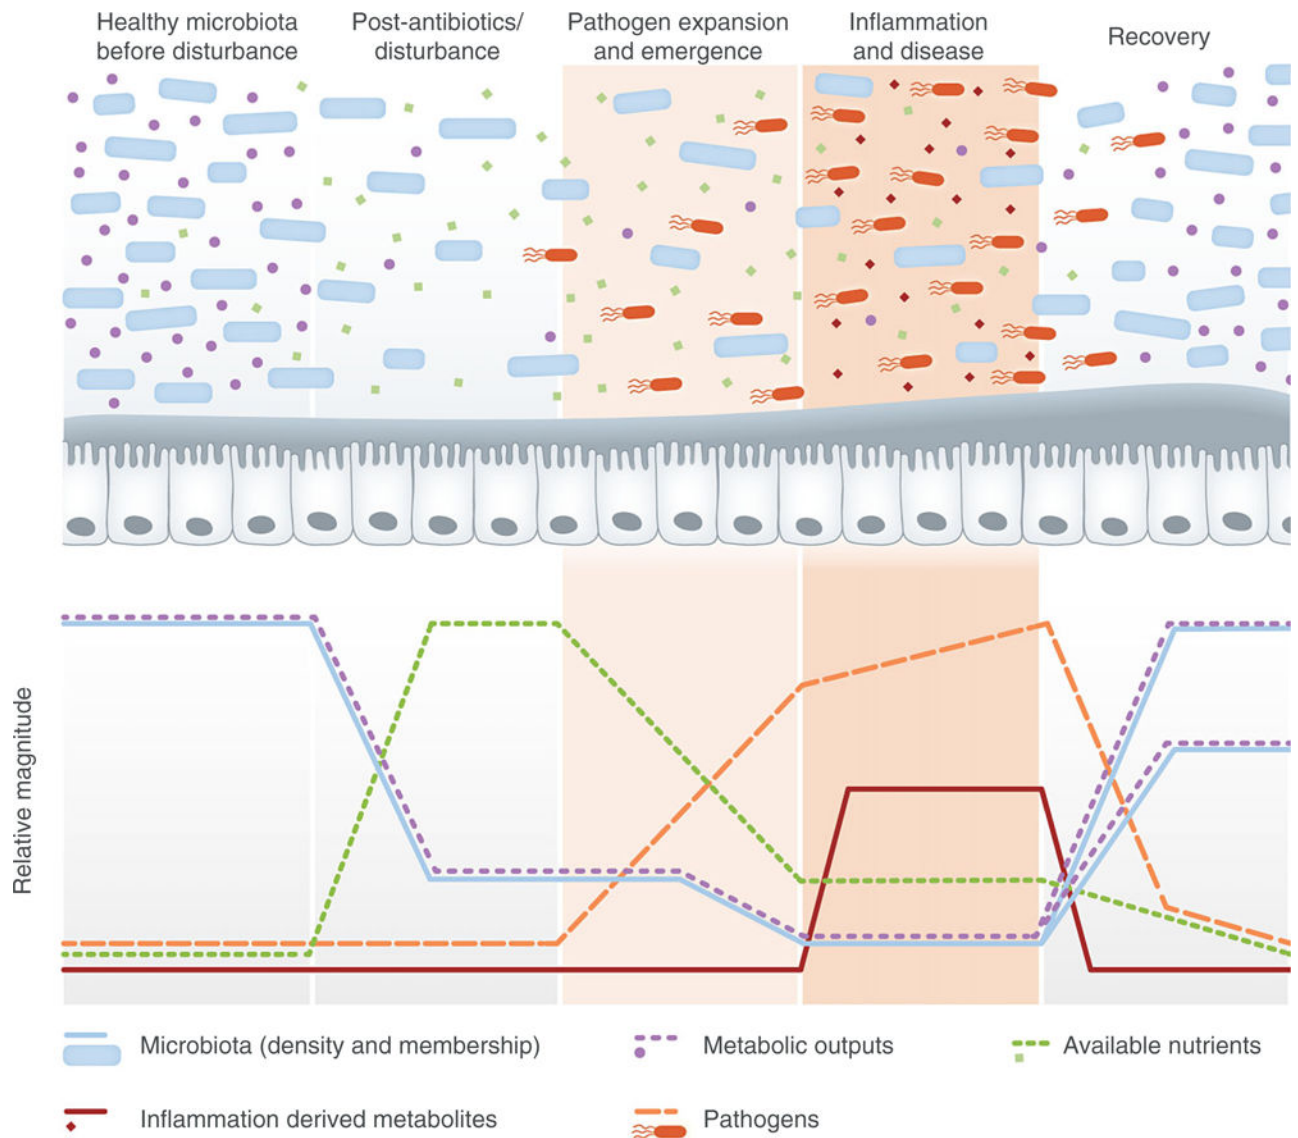 Healthy microbiota
before disturbance
Post-antibiotics/
disturbance
Pathogen expansion
and emergence
Inflammation
and disease
Recovery
Relative magnitude
Microbiota (density and membership)
Metabolic outputs
Available nutrients
Inflammation derived metabolites
Pathogens